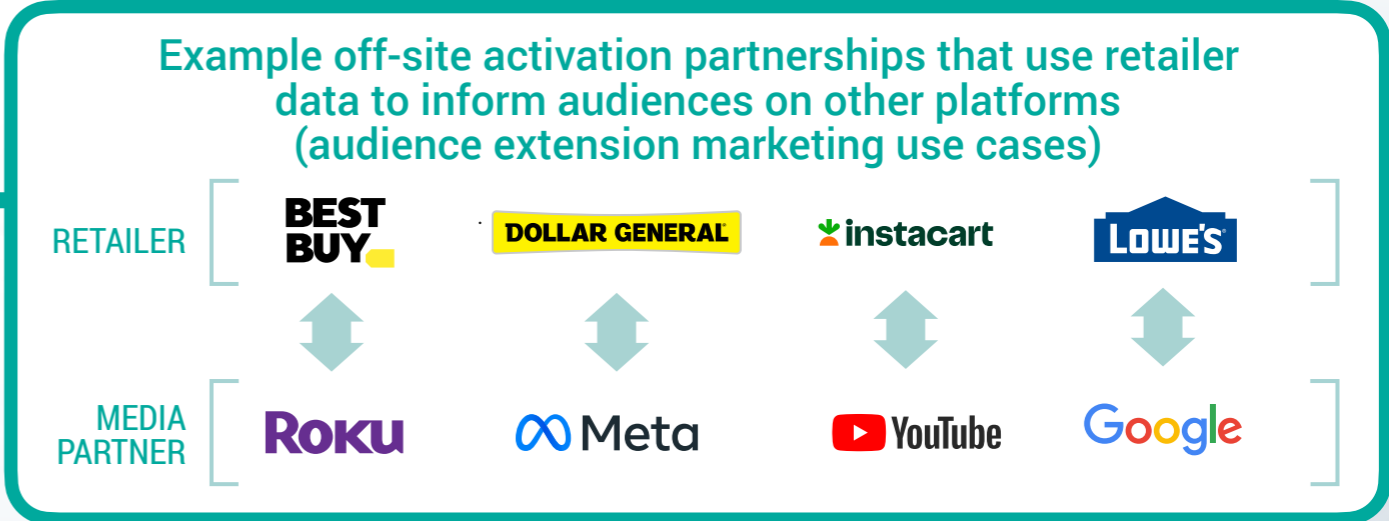 Example off-site activation partnerships that use retailer
data to inform audiences on other platforms
(audience extension marketing use cases)
RETAILER
BEST
BUY
DOLLAR GENERAL
instacart
LOWE'S
MEDIA
PARTNER
ROKU
Meta
YouTube
Google